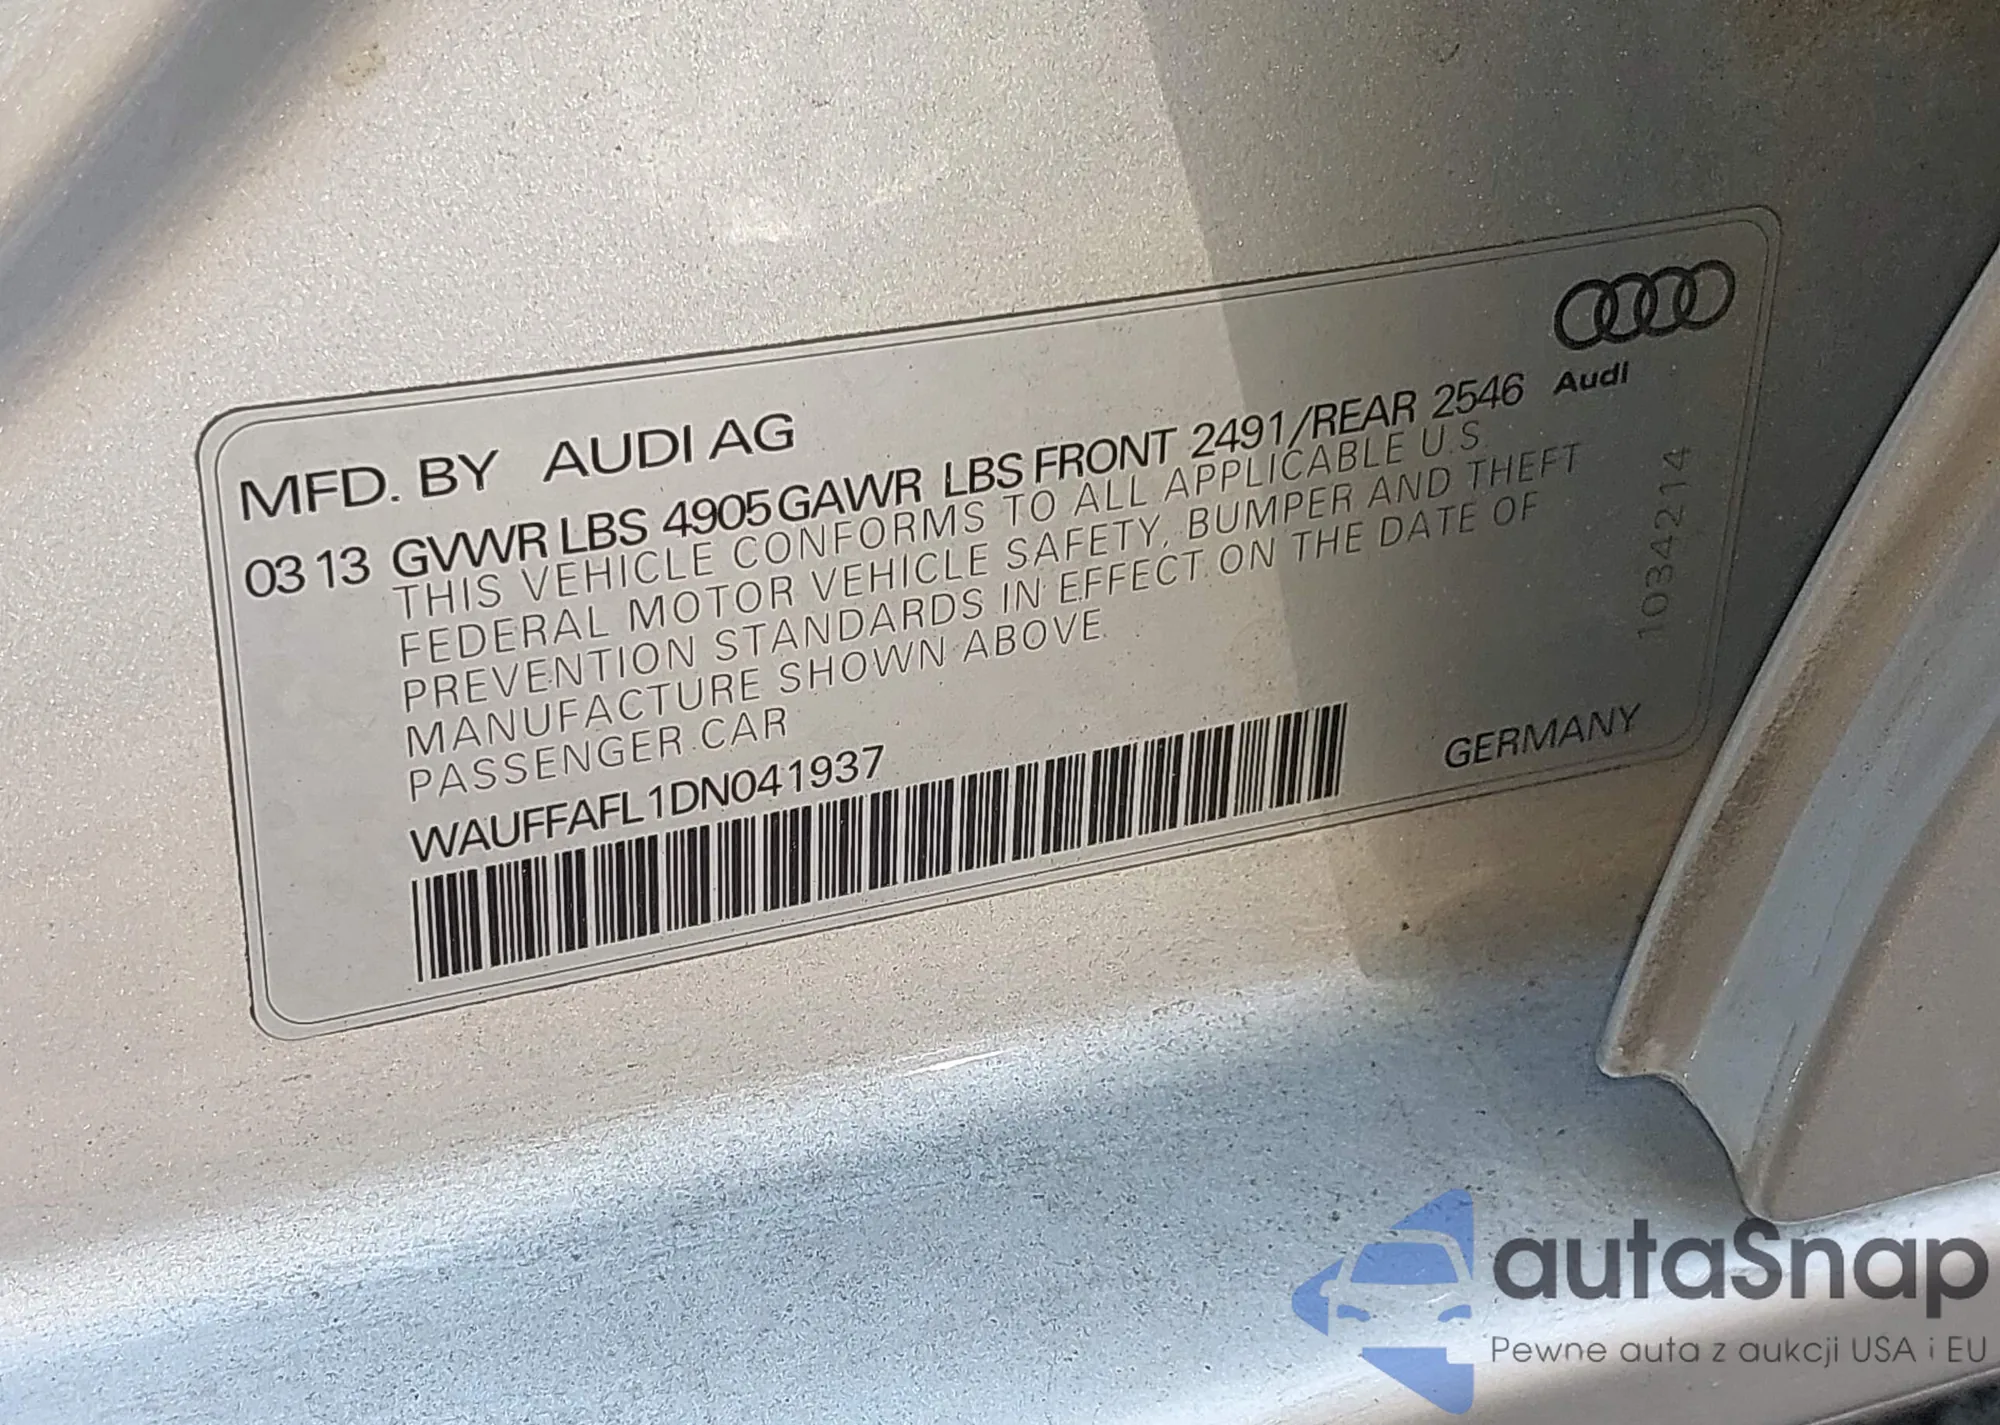 MFD. BY AUDI AG
03 13 GVWR LBS 4905 GAWR LBS FRONT 2491/REAR 2546
Audi
THIS VEHICLE CONFORMS TO ALL APPLICABLE U.S
FEDERAL MOTOR VEHICLE SAFETY, BUMPER AND THEFT
PREVENTION STANDARDS IN EFFECT ON THE DATE OF
MANUFACTURE SHOWN ABOVE.
PASSENGER CAR
WAUFFAFL1DN041937
GERMANY
1034214
autaSnap
Pewne auta z aukcji USA i EU